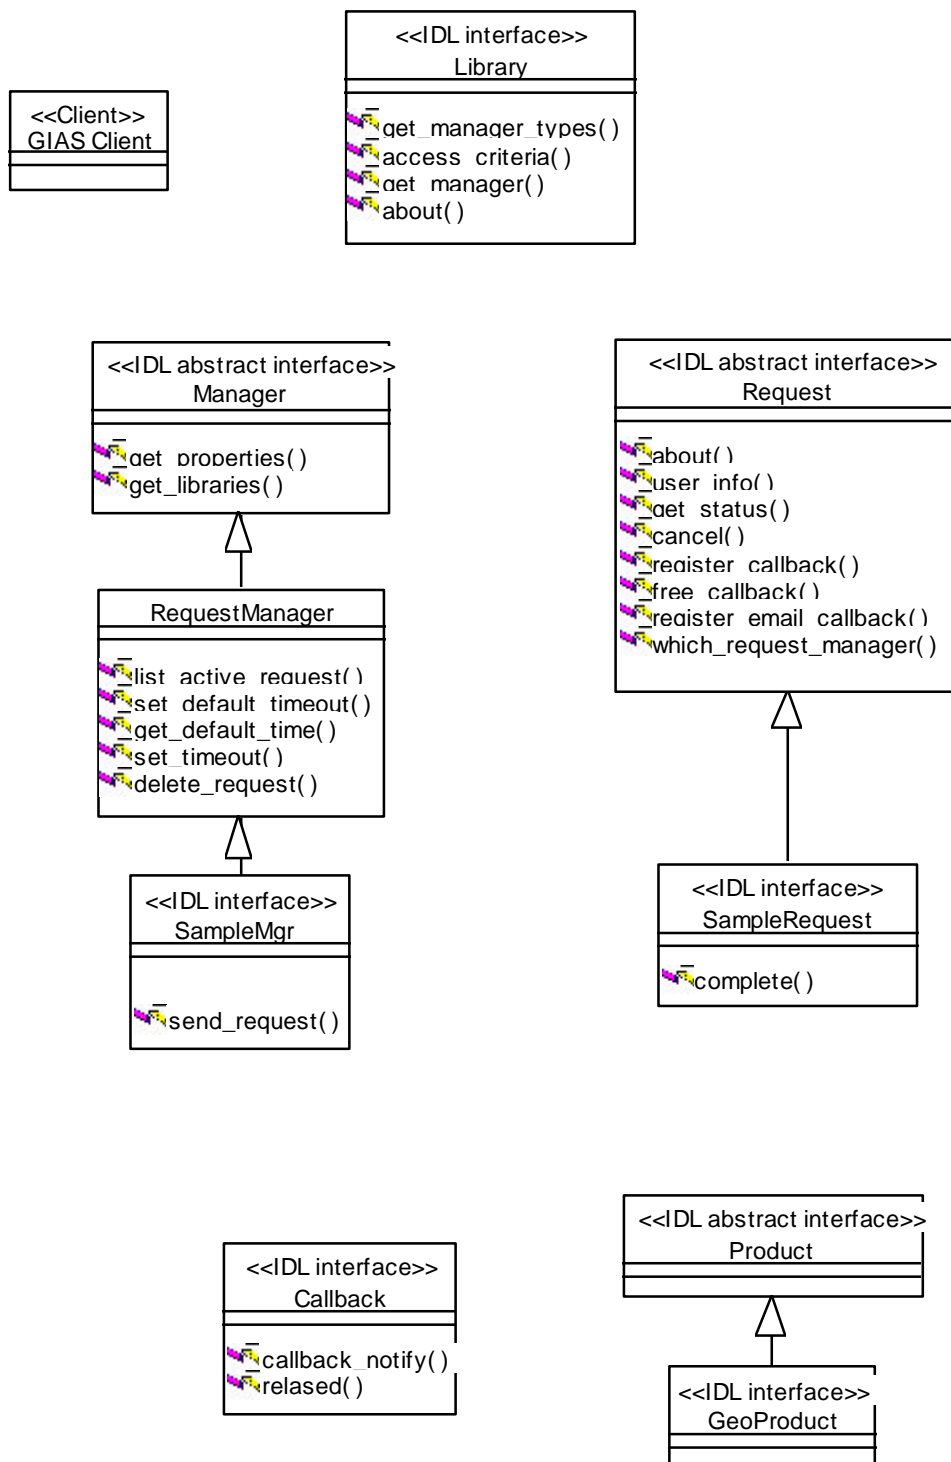 <<IDL interface>>
Library
get_manager_types( )
access_criteria( )
get_manager( )
about( )
<<Client>>
GIAS Client
<<IDL abstract interface>>
Manager
get_properties( )
get_libraries( )
<<IDL abstract interface>>
Request
about( )
user_info( )
get_status( )
cancel( )
register_callback( )
free_callback( )
register_email_callback( )
which_request_manager( )
RequestManager
list_active_request( )
set_default_timeout( )
get_default_time( )
set_timeout( )
delete_request( )
<<IDL interface>>
SampleMgr
send_request( )
<<IDL interface>>
SampleRequest
complete( )
<<IDL interface>>
Callback
callback_notify( )
relased( )
<<IDL abstract interface>>
Product
<<IDL interface>>
GeoProduct